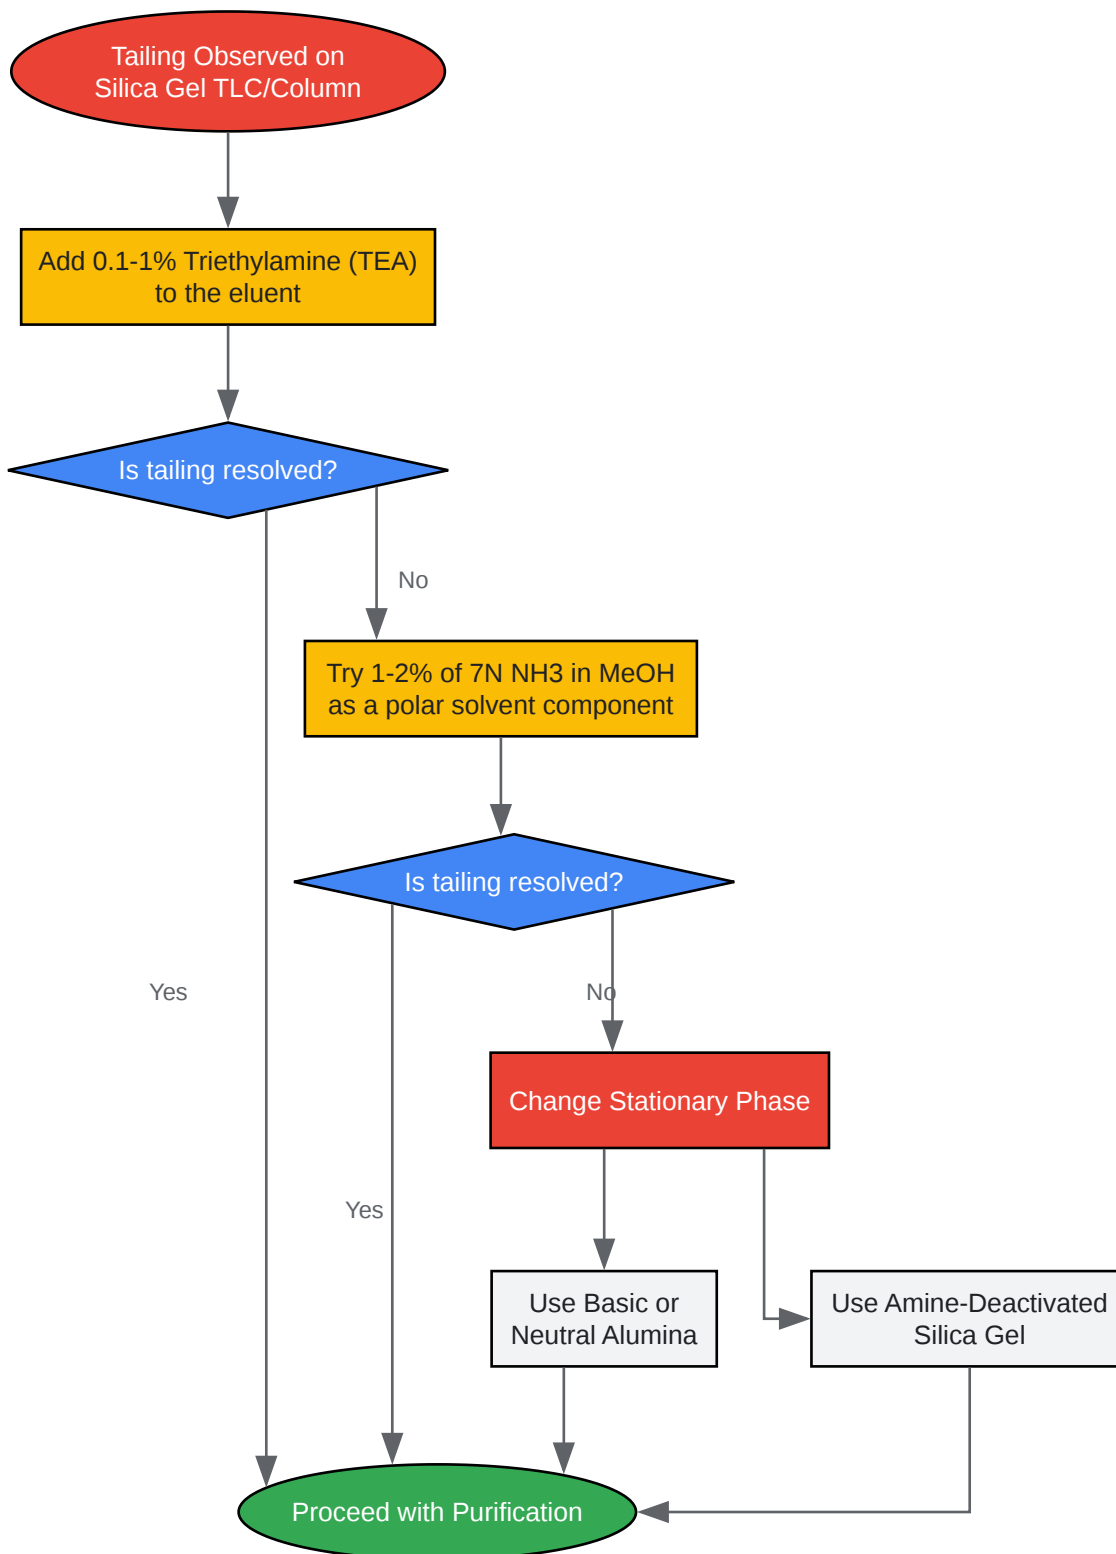 Tailing Observed on
Silica Gel TLC/Column
Add 0.1-1% Triethylamine (TEA)
to the eluent
Is tailing resolved?
No
Try 1-2% of 7N NH3 in MeOH
as a polar solvent component
Is tailing resolved?
Yes
No
Change Stationary Phase
Yes
Use Basic or
Neutral Alumina
Use Amine-Deactivated
Silica Gel
Proceed with Purification